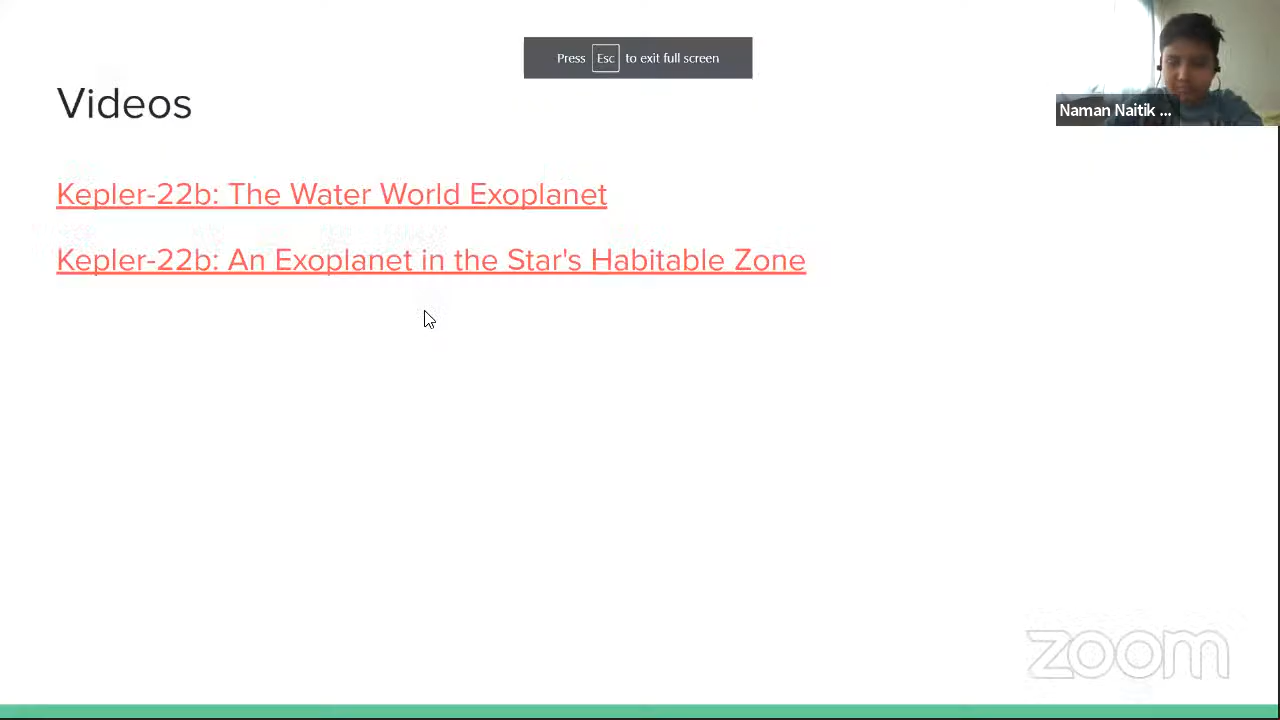 Press Esc to exit full screen
Videos
Naman Naitik ...
Kepler-22b: The Water World Exoplanet
Kepler-22b: An Exoplanet in the Star's Habitable Zone
zoom